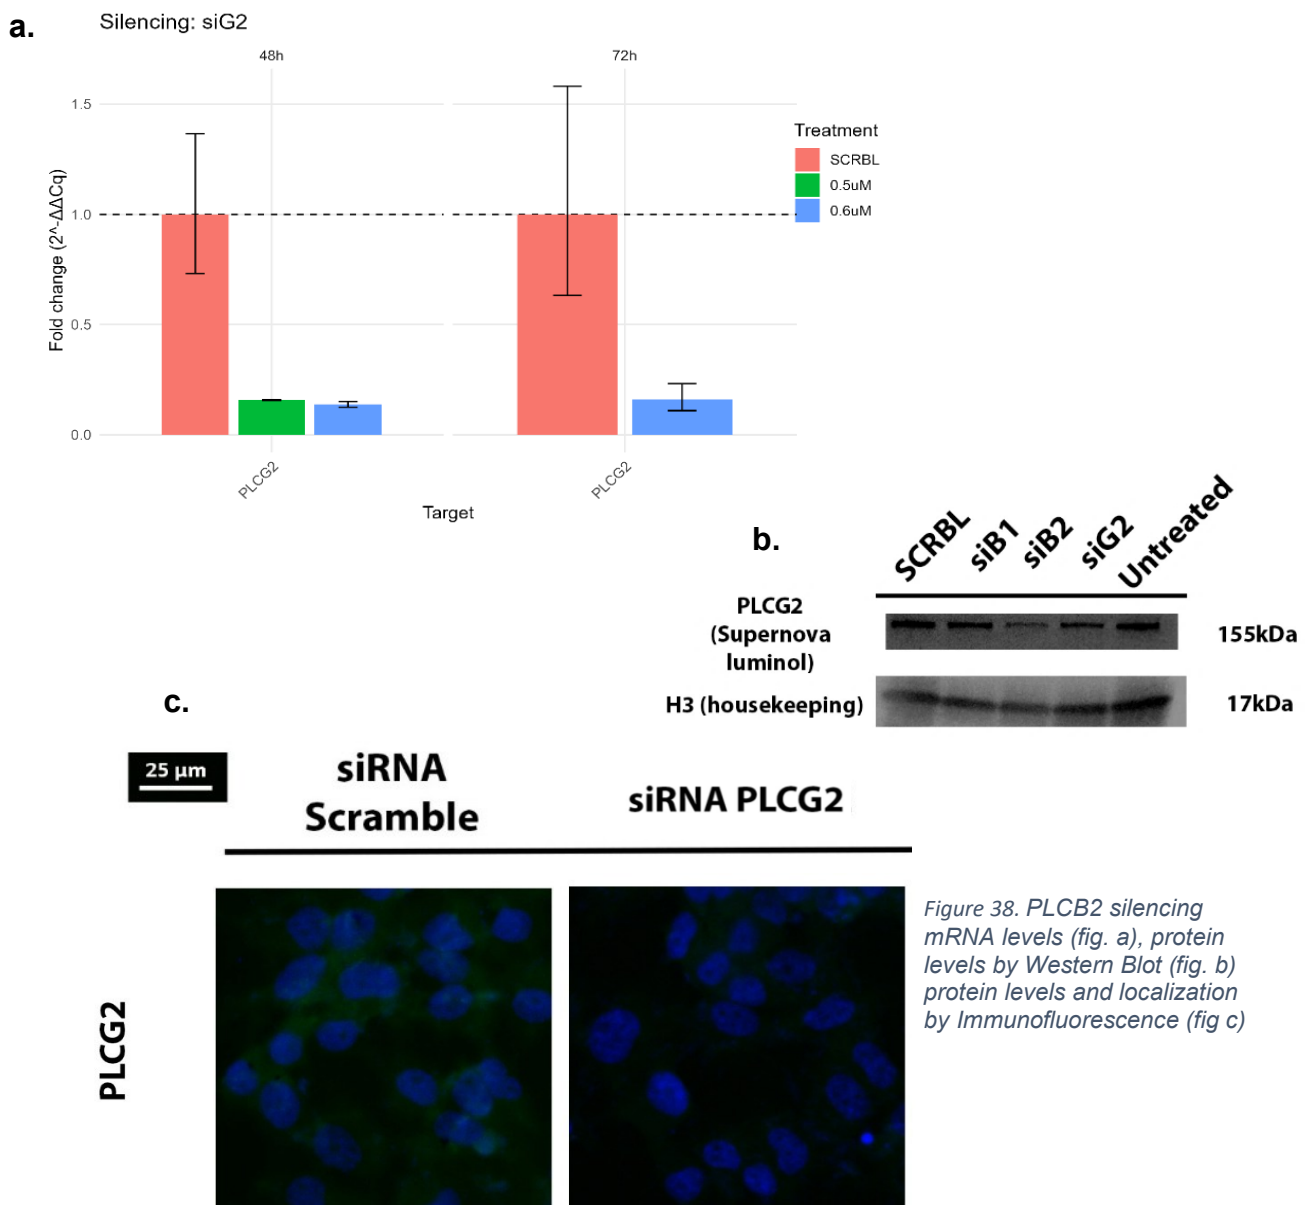 a.
Silencing: siG2
48h
72h
1.5
1.0
0.5
0.0
Fold change (2^-ΔΔCq)
PLCG2
PLCG2
Target
Treatment
SCRBL
0.5uM
0.6uM
b.
SCRBL
siB1
siB2
siG2
Untreated
PLCG2
(Supernova
luminol)
155kDa
H3 (housekeeping)
17kDa
c.
25 µm
siRNA
Scramble
siRNA PLCG2
PLCG2
Figure 38. PLCB2 silencing
mRNA levels (fig. a), protein
levels by Western Blot (fig. b)
protein levels and localization
by Immunofluorescence (fig c)